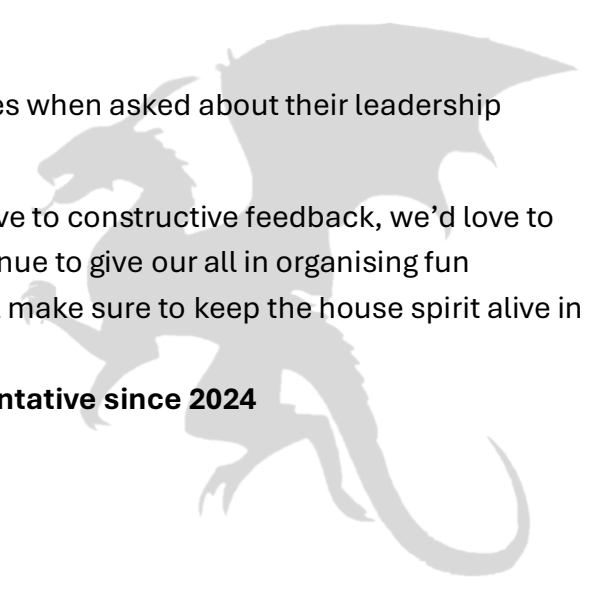 es when asked about their leadership
ve to constructive feedback, we’d love to
nue to give our all in organising fun
make sure to keep the house spirit alive in
ntative since 2024